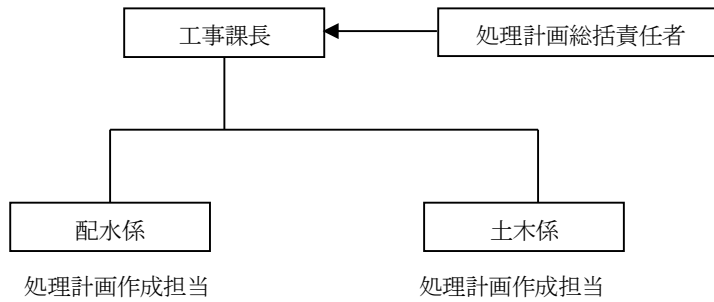 工事課長
処理計画総括責任者
配水係
土木係
処理計画作成担当
処理計画作成担当